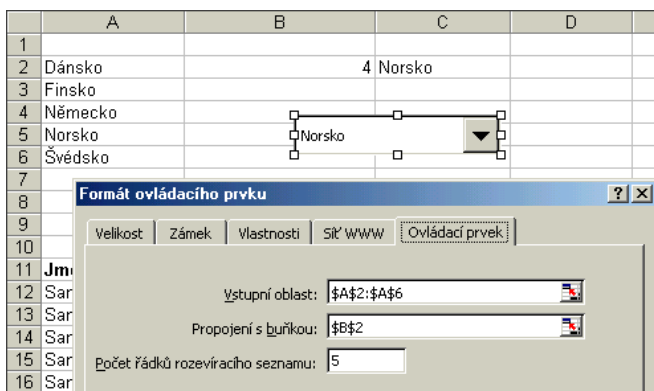 A B C D
1
2 Dánsko 4 Norsko
3 Finsko
4 Německo
5 Norsko Norsko
6 Švédsko
7
8 Formát ovládacího prvku
9 Velikost Zámek Vlastnosti Síť WWW Ovládací prvek
10
11 Jm
12 Sar Vstupní oblast: $A$2:$A$6
13 Sar Propojení s buňkou: $B$2
14 Sar
15 Sar Počet řádků rozevíracího seznamu: 5
16 Sar